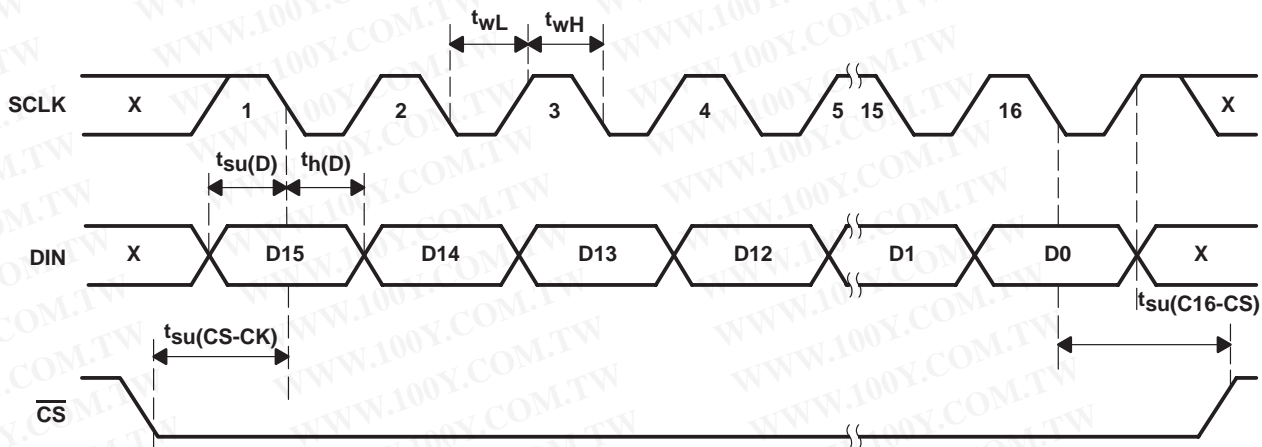 twL twH
SCLK X 1 2 3 4 5 15 16 X
tsu(D) th(D)
DIN X D15 D14 D13 D12 D1 D0 X
tsu(CS-CK) tsu(C16-CS)
CS
WWW.100Y.COM.TW